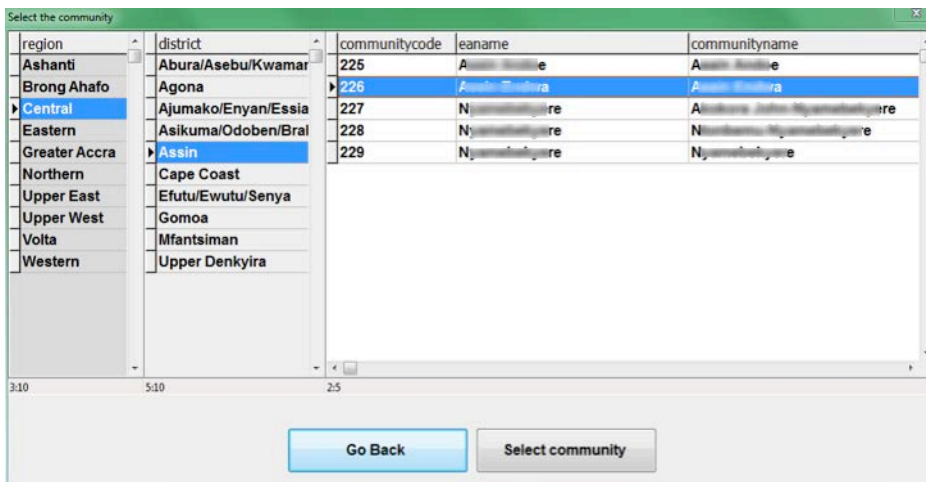 Select the community
region district communitycode eaname communityname
Ashanti Abura/Asebu/Kwamar 225
Brong Ahafo Agona 226
Central Ajumako/Enyan/Essia 227
Eastern Asikuma/Odoben/Bral 228
Greater Accra Assin 229
Northern Cape Coast
Upper East Efutu/Ewutu/Senya
Upper West Gomoa
Volta Mfantsiman
Western Upper Denkyira
3:10 5:10 2:5
Go Back Select community